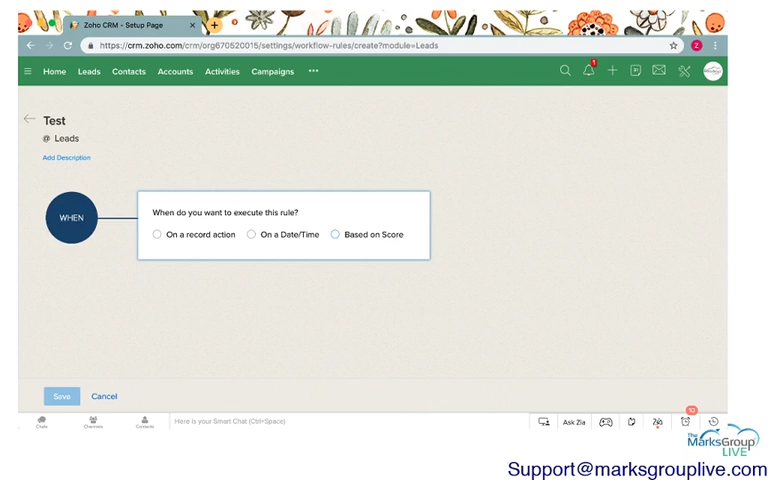 Zoho CRM - Setup Page
https://crm.zoho.com/crm/org670520015/settings/workflow-rules/create?module=Leads
Z
Home Leads Contacts Accounts Activities Campaigns
1
Test
@ Leads
Add Description
WHEN
When do you want to execute this rule?
On a record action On a Date/Time Based on Score
Save Cancel
10
Chats Channels Contacts Here is your Smart Chat (Ctrl+Space) Ask Zia
The
MarksGroup
LIVE
Support@marksgrouplive.com